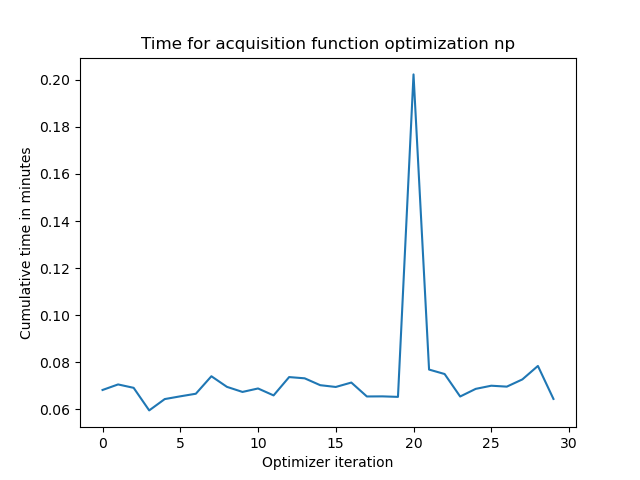 Time for acquisition function optimization np
Cumulative time in minutes
0.20
0.18
0.16
0.14
0.12
0.10
0.08
0.06
0 5 10 15 20 25 30
Optimizer iteration